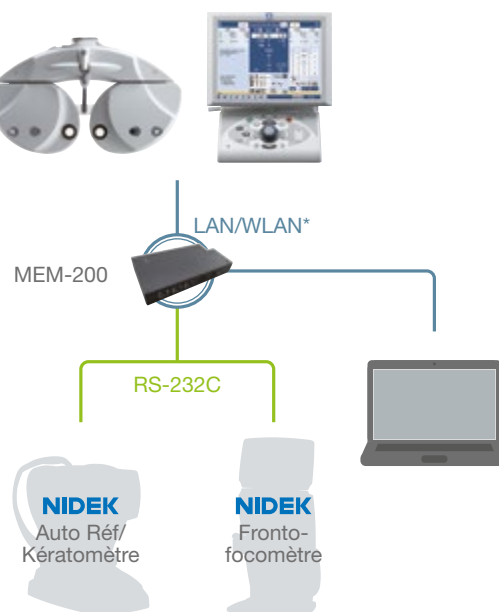 LAN/WLAN*
MEM-200
RS-232C
NIDEK
Auto Réf/
Kératomètre
NIDEK
Fronto-
focomètre